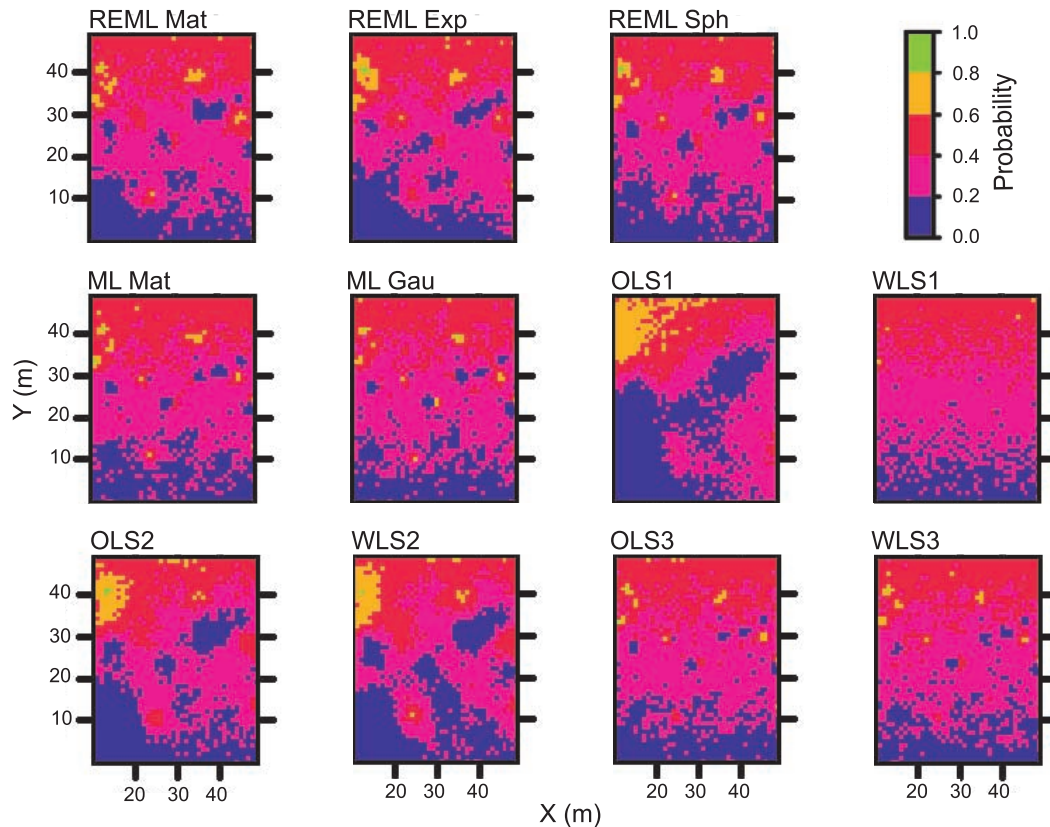 REML Mat
REML Exp
REML Sph
40
30
20
10
1.0
0.8
0.6
0.4
0.2
0.0
Probability
ML Mat
ML Gau
OLS1
WLS1
40
30
20
10
Y (m)
OLS2
WLS2
OLS3
WLS3
40
30
20
10
20 30 40
20 30 40
20 30 40
20 30 40
X (m)